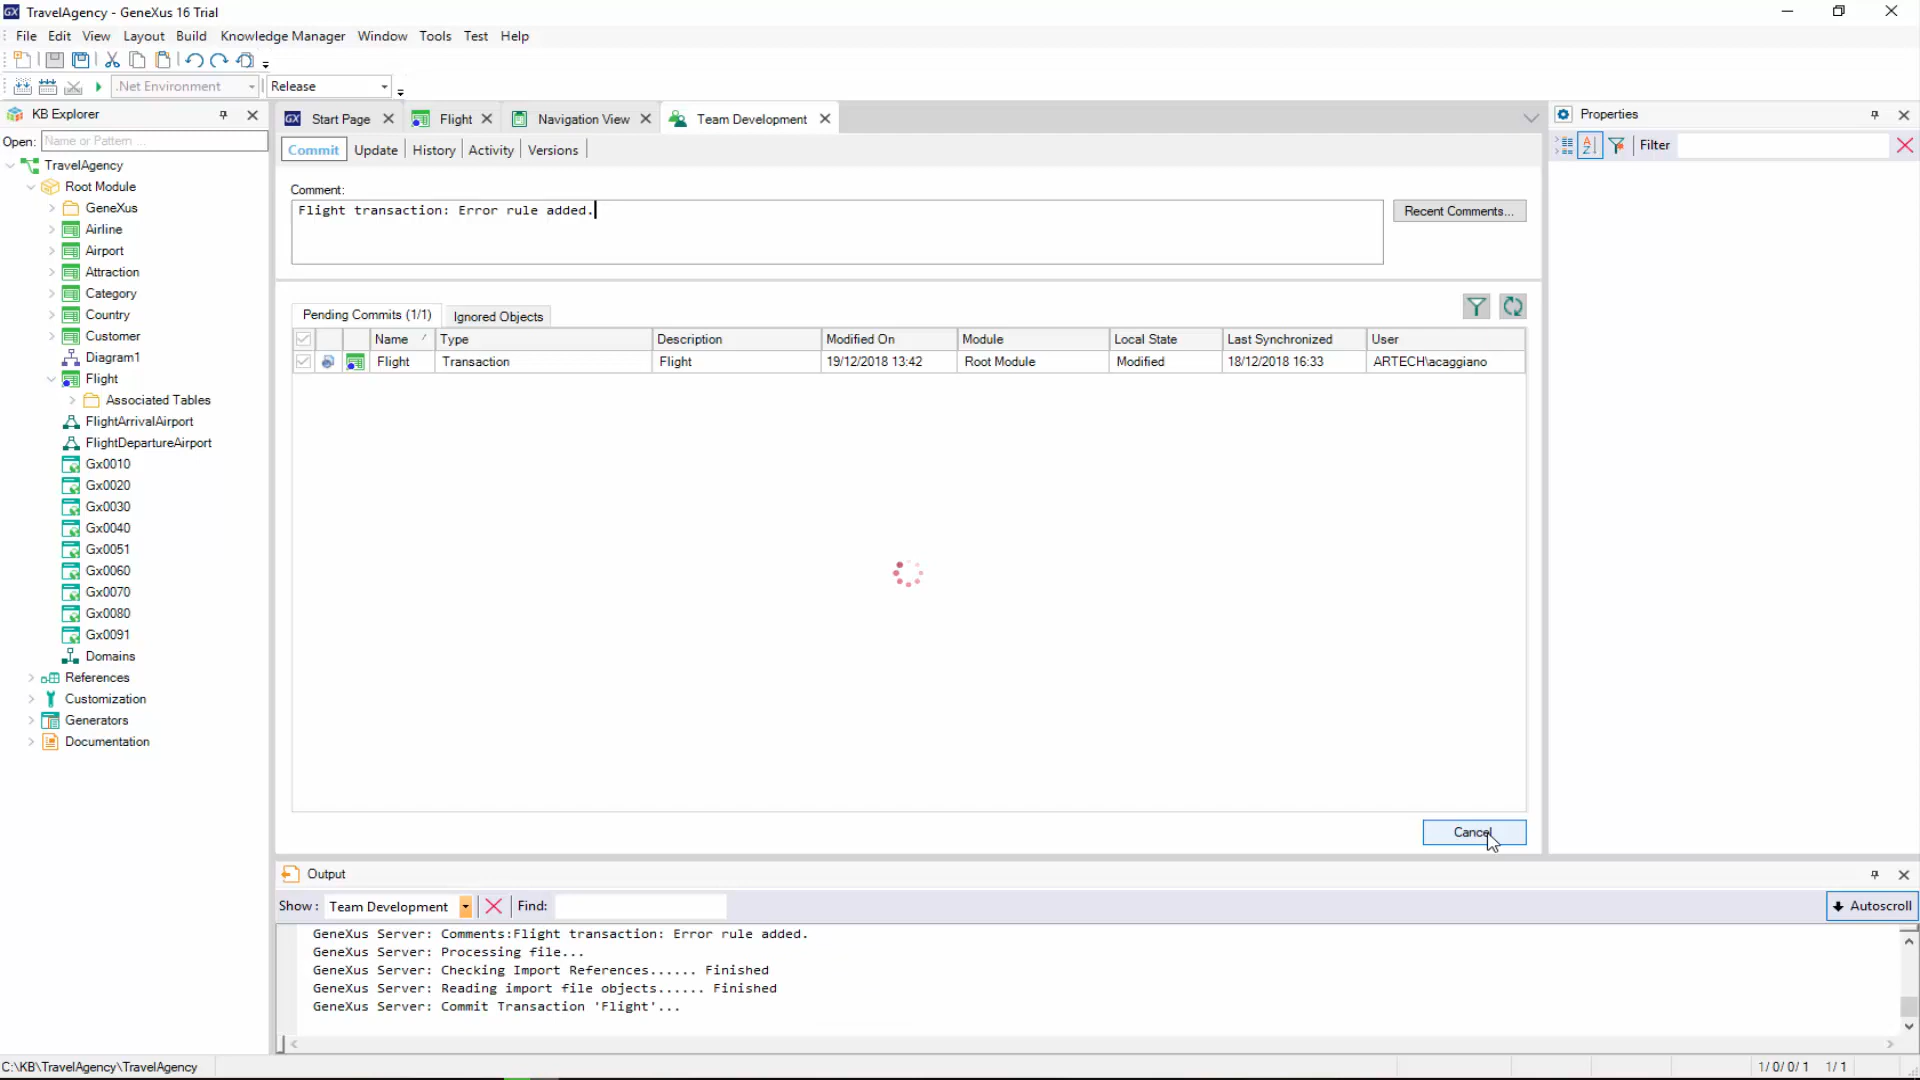 TravelAgency - GeneXus 16 Trial
File Edit View Layout Build Knowledge Manager Window Tools Test Help
.Net Environment Release
KB Explorer
Open: Name or Pattern ...
TravelAgency
Root Module
GeneXus
Airline
Airport
Attraction
Category
Country
Customer
Diagram1
Flight
Associated Tables
FlightArrivalAirport
FlightDepartureAirport
Gx0010
Gx0020
Gx0030
Gx0040
Gx0051
Gx0060
Gx0070
Gx0080
Gx0091
Domains
References
Customization
Generators
Documentation
Start Page Flight Navigation View Team Development
Commit Update History Activity Versions
Comment:
Flight transaction: Error rule added.
Recent Comments...
Pending Commits (1/1) Ignored Objects
Name Type Description Modified On Module Local State Last Synchronized User
Flight Transaction Flight 19/12/2018 13:42 Root Module Modified 18/12/2018 16:33 ARTECH\acaggiano
Cancel
Properties
Filter
Output
Show: Team Development Find: Autoscroll
GeneXus Server: Comments:Flight transaction: Error rule added.
GeneXus Server: Processing file...
GeneXus Server: Checking Import References...... Finished
GeneXus Server: Reading import file objects...... Finished
GeneXus Server: Commit Transaction 'Flight'...
C:\KB\TravelAgency\TravelAgency 1/0/0/1 1/1